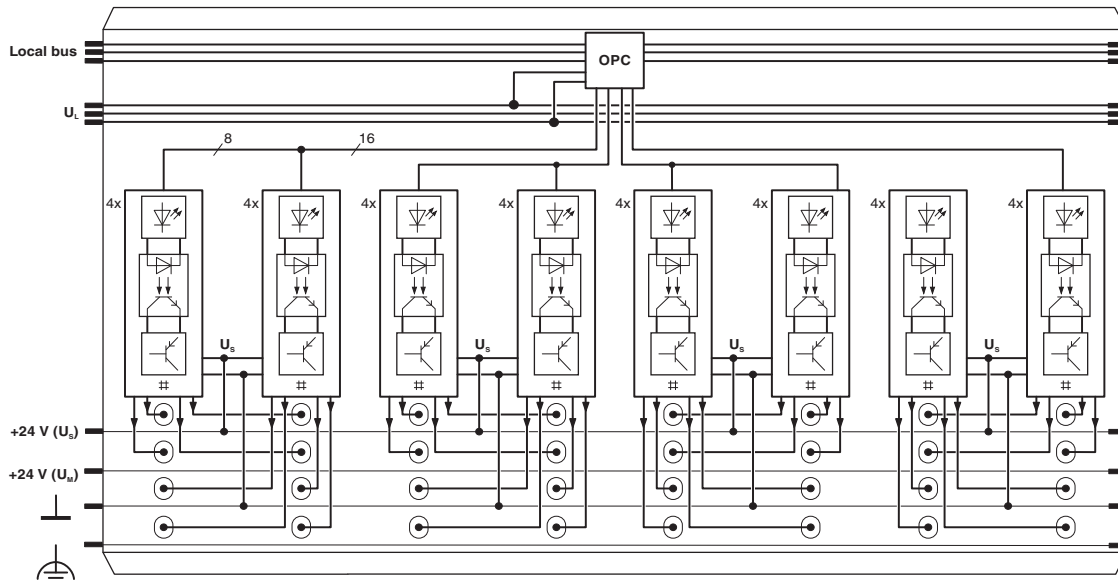 Local bus
OPC
U_L
8
16
4x
4x
4x
4x
4x
4x
4x
4x
U_S
U_S
U_S
U_S
#
#
#
#
#
#
#
#
+24 V (U_S)
+24 V (U_M)